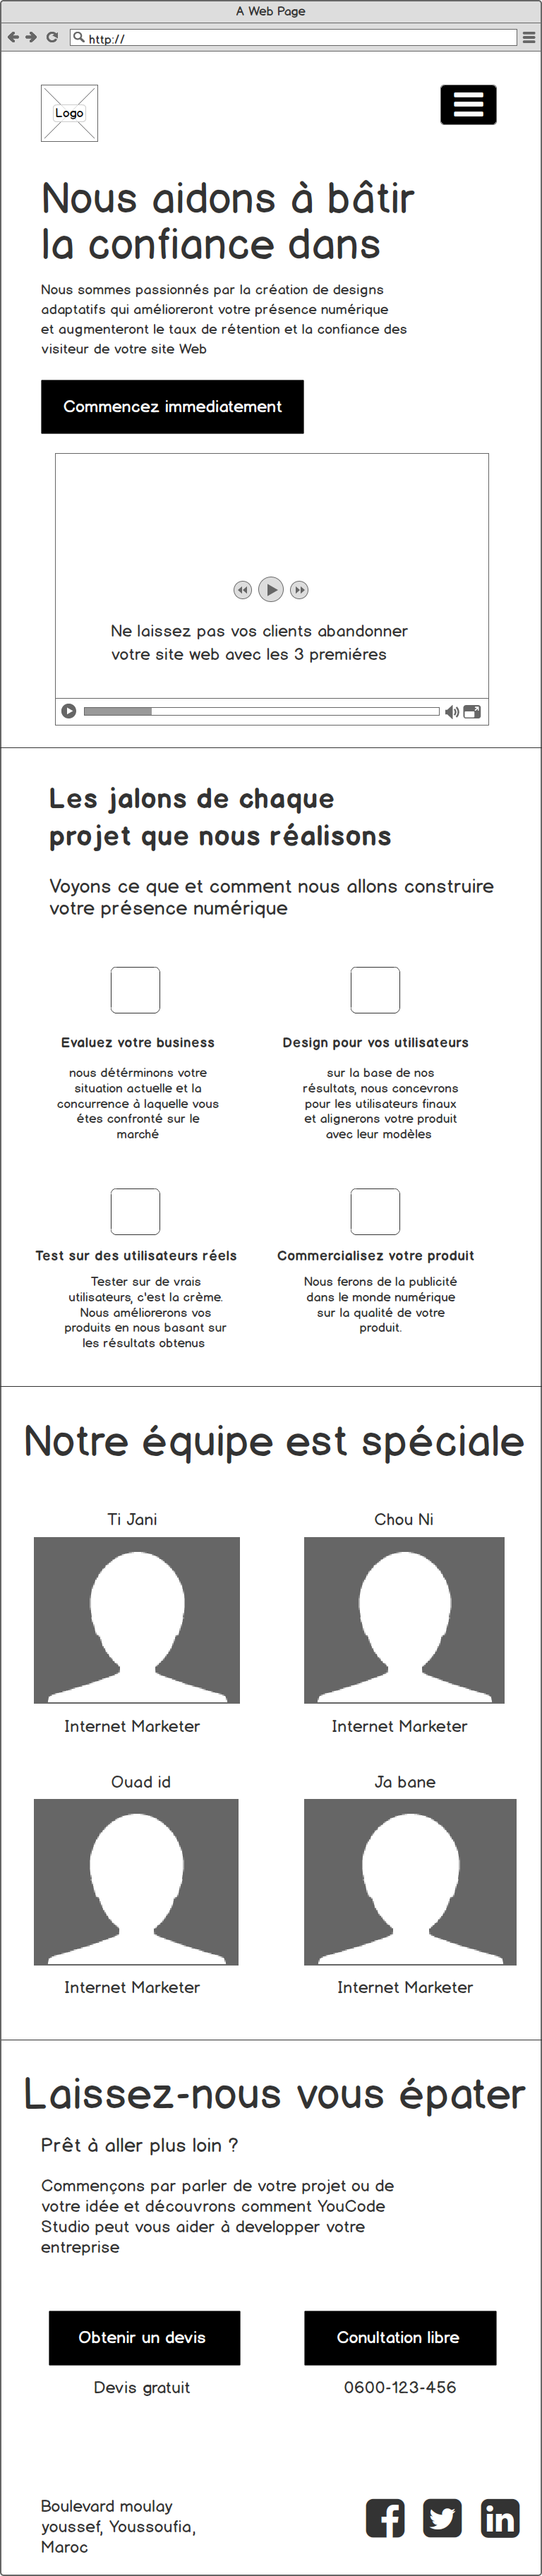 A Web Page
http://
Logo
Nous aidons à bâtir
la confiance dans
Nous sommes passionnés par la création de designs
adaptatifs qui amélioreront votre présence numérique
et augmenteront le taux de rétention et la confiance des
visiteur de votre site Web
Commencez immediatement
Ne laissez pas vos clients abandonner
votre site web avec les 3 premiéres
Les jalons de chaque
projet que nous réalisons
Voyons ce que et comment nous allons construire
votre présence numérique
Evaluez votre business
nous détérminons votre
situation actuelle et la
concurrence à laquelle vous
étes confronté sur le
marché
Design pour vos utilisateurs
sur la base de nos
résultats, nous concevrons
pour les utilisateurs finaux
et alignerons votre produit
avec leur modèles
Test sur des utilisateurs réels
Tester sur de vrais
utilisateurs, c'est la crème.
Nous améliorerons vos
produits en nous basant sur
les résultats obtenus
Commercialisez votre produit
Nous ferons de la publicité
dans le monde numérique
sur la qualité de votre
produit.
Notre équipe est spéciale
Ti Jani
Internet Marketer
Chou Ni
Internet Marketer
Ouad id
Internet Marketer
Ja bane
Internet Marketer
Laissez-nous vous épater
Prêt à aller plus loin ?
Commençons par parler de votre projet ou de
votre idée et découvrons comment YouCode
Studio peut vous aider à developper votre
entreprise
Obtenir un devis
Devis gratuit
Conultation libre
0600-123-456
Boulevard moulay
youssef, Youssoufia,
Maroc